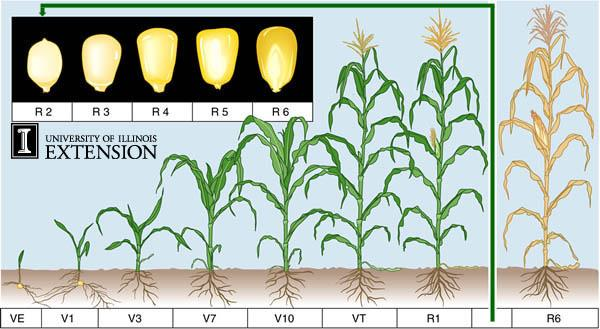 R 2 R 3 R 4 R 5 R 6
I
UNIVERSITY OF ILLINOIS
EXTENSION
VE V1 V3 V7 V10 VT R1 R6